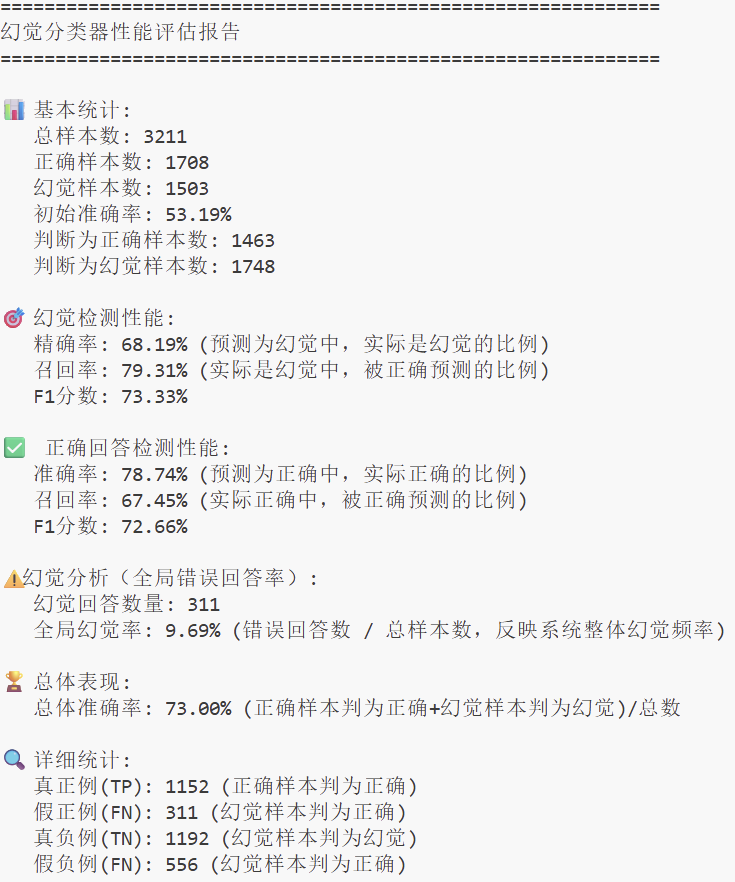 ============================================================
幻觉分类器性能评估报告
============================================================
📊 基本统计:
总样本数: 3211
正确样本数: 1708
幻觉样本数: 1503
初始准确率: 53.19%
判断为正确样本数: 1463
判断为幻觉样本数: 1748
🎯 幻觉检测性能:
精确率: 68.19% (预测为幻觉中，实际是幻觉的比例)
召回率: 79.31% (实际是幻觉中，被正确预测的比例)
F1分数: 73.33%
✅ 正确回答检测性能:
准确率: 78.74% (预测为正确中，实际正确的比例)
召回率: 67.45% (实际正确中，被正确预测的比例)
F1分数: 72.66%
⚠️幻觉分析（全局错误回答率）:
幻觉回答数量: 311
全局幻觉率: 9.69% (错误回答数 / 总样本数，反映系统整体幻觉频率)
🏆 总体表现:
总体准确率: 73.00% (正确样本判为正确+幻觉样本判为幻觉)/总数
🔍 详细统计:
真正例(TP): 1152 (正确样本判为正确)
假正例(FN): 311 (幻觉样本判为正确)
真负例(TN): 1192 (幻觉样本判为幻觉)
假负例(FN): 556 (幻觉样本判为正确)